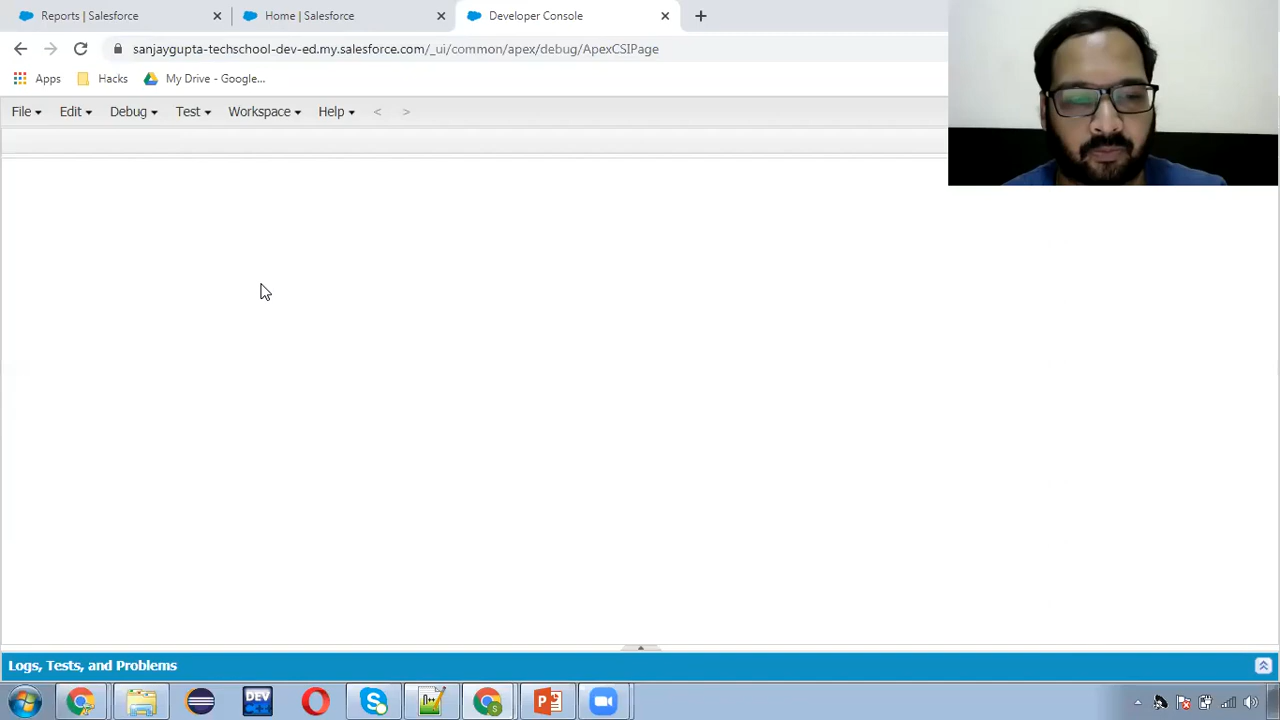 Reports | Salesforce
Home | Salesforce
Developer Console
sanjaygupta-techschool-dev-ed.my.salesforce.com/_ui/common/apex/debug/ApexCSIPage
Apps
Hacks
My Drive - Google...
File
Edit
Debug
Test
Workspace
Help
<
>
Logs, Tests, and Problems
DEV
C++